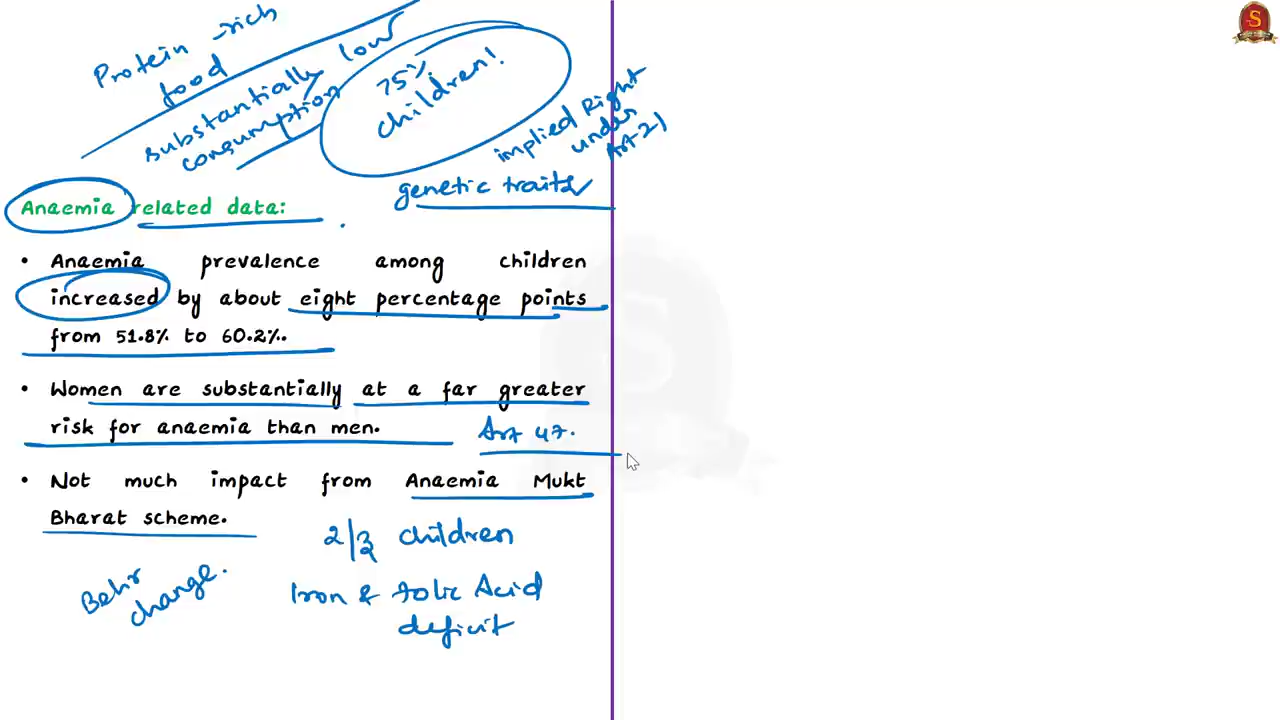 Protein-rich
food
substantially low
consumption
75%
children!
implied Right
under
Art-21
genetic traits
Anaemia related data:
• Anaemia prevalence among children
increased by about eight percentage points
from 51.8% to 60.2%.
• Women are substantially at a far greater
risk for anaemia than men.
Art 47.
• Not much impact from Anaemia Mukt
Bharat scheme.
2/3 children
Behr
change.
Iron & Folic Acid
deficit
S